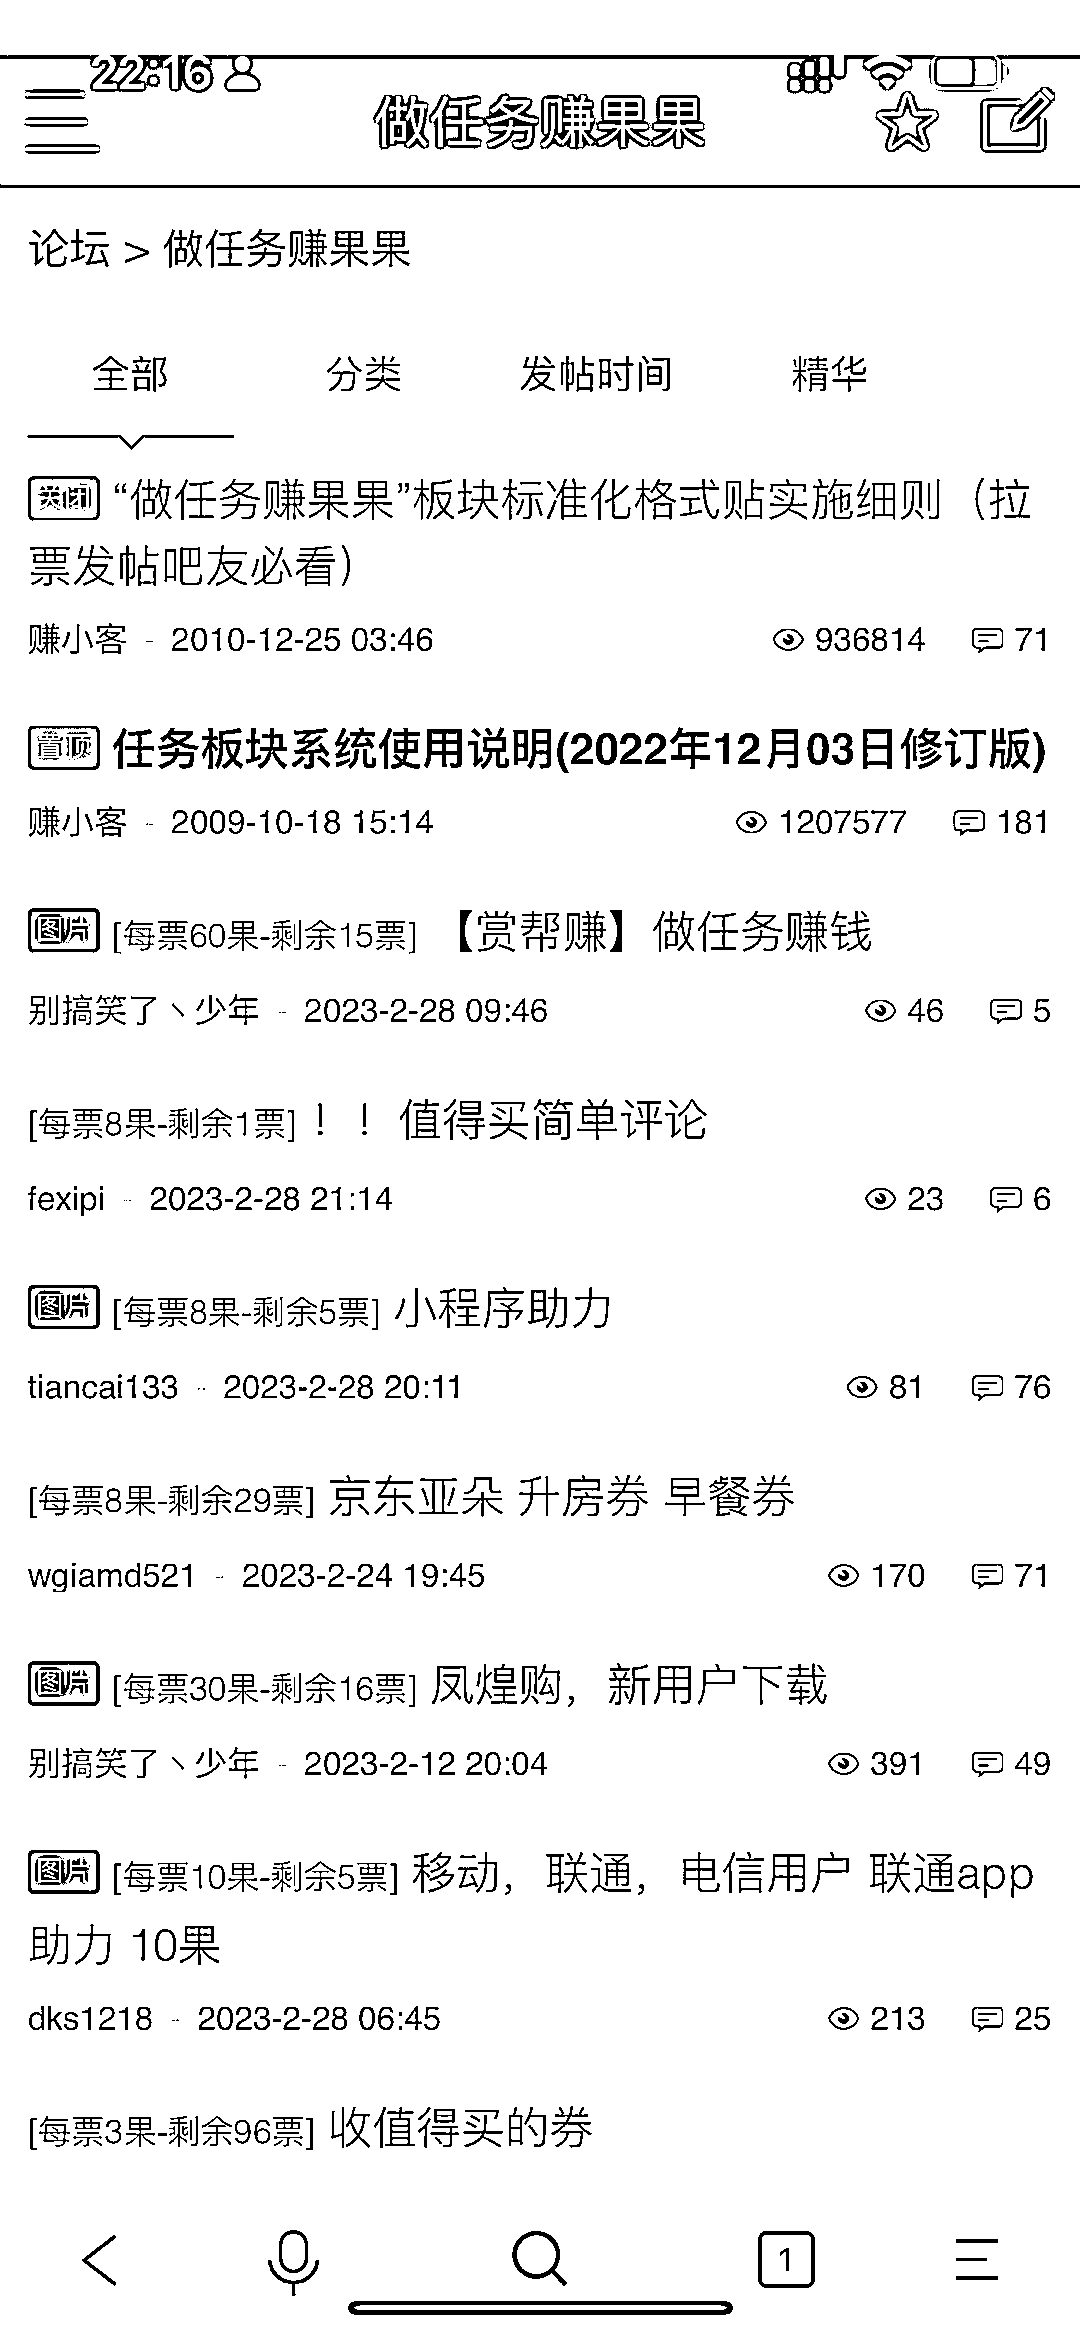 22:16
做任务赚果果
论坛 > 做任务赚果果
全部 分类 发帖时间 精华
关闭 “做任务赚果果”板块标准化格式贴实施细则（拉
票发帖吧友必看）
赚小客 - 2010-12-25 03:46 936814 71
置顶 任务板块系统使用说明(2022年12月03日修订版)
赚小客 - 2009-10-18 15:14 1207577 181
图片 [每票60果-剩余15票] 【赏帮赚】做任务赚钱
别搞笑了丶少年 - 2023-2-28 09:46 46 5
[每票8果-剩余1票] ！！值得买简单评论
fexipi - 2023-2-28 21:14 23 6
图片 [每票8果-剩余5票] 小程序助力
tiancai133 - 2023-2-28 20:11 81 76
[每票8果-剩余29票] 京东亚朵 升房券 早餐券
wgiamd521 - 2023-2-24 19:45 170 71
图片 [每票30果-剩余16票] 凤煌购，新用户下载
别搞笑了丶少年 - 2023-2-12 20:04 391 49
图片 [每票10果-剩余5票] 移动，联通，电信用户 联通app
助力 10果
dks1218 - 2023-2-28 06:45 213 25
[每票3果-剩余96票] 收值得买的券
1